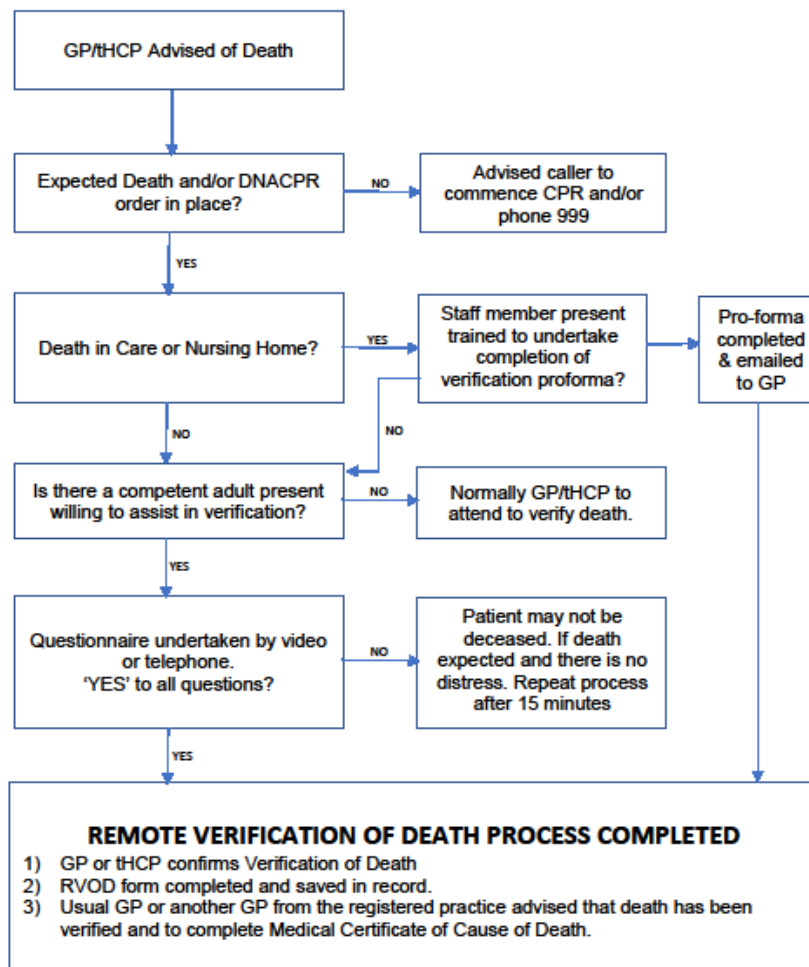 GP/tHCP Advised of Death
Expected Death and/or DNACPR
order in place?
NO
Advised caller to
commence CPR and/or
phone 999
YES
Death in Care or Nursing Home?
YES
Staff member present
trained to undertake
completion of
verification proforma?
Pro-forma
completed
& emailed
to GP
NO
NO
Is there a competent adult present
willing to assist in verification?
NO
Normally GP/tHCP to
attend to verify death.
YES
Questionnaire undertaken by video
or telephone.
‘YES’ to all questions?
NO
Patient may not be
deceased. If death
expected and there is no
distress. Repeat process
after 15 minutes
YES
REMOTE VERIFICATION OF DEATH PROCESS COMPLETED
1) GP or tHCP confirms Verification of Death
2) RVOD form completed and saved in record.
3) Usual GP or another GP from the registered practice advised that death has been
verified and to complete Medical Certificate of Cause of Death.